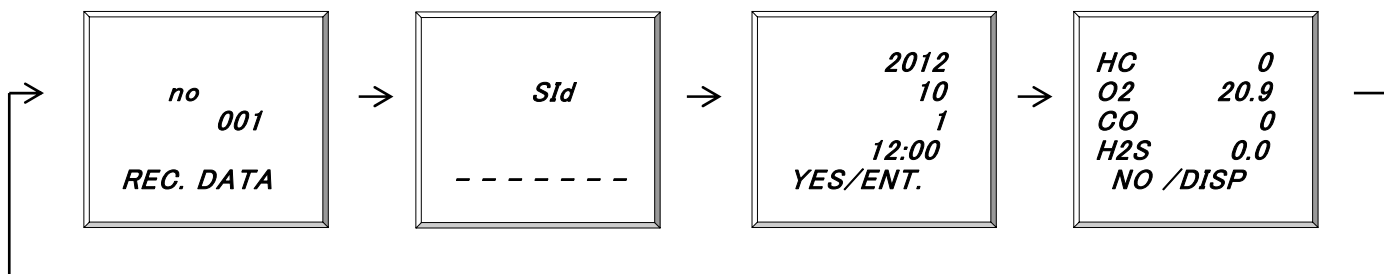 no
001
REC. DATA
SId
- - - - - - -
2012
10
1
12:00
YES/ENT.
HC 0
O2 20.9
CO 0
H2S 0.0
NO /DISP